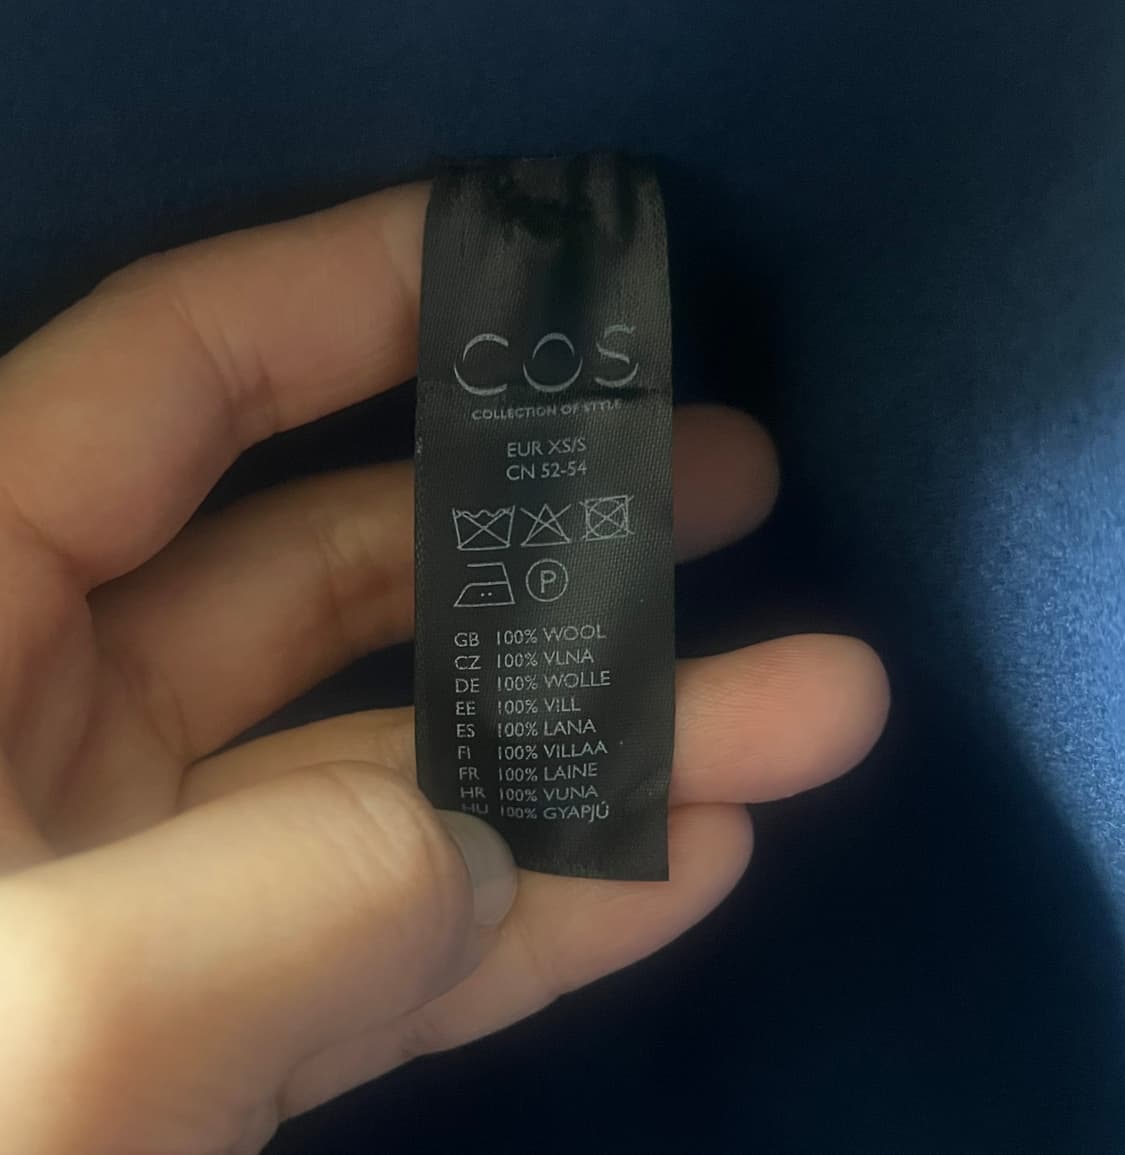 COS
COLLECTION OF STYLE
EUR XS/S
CN 52-54
P
GB 100% WOOL
CZ 100% VLNA
DE 100% WOLLE
EE 100% VILL
ES 100% LANA
FI 100% VILLAA
FR 100% LAINE
HR 100% VUNA
HU 100% GYAPJÚ